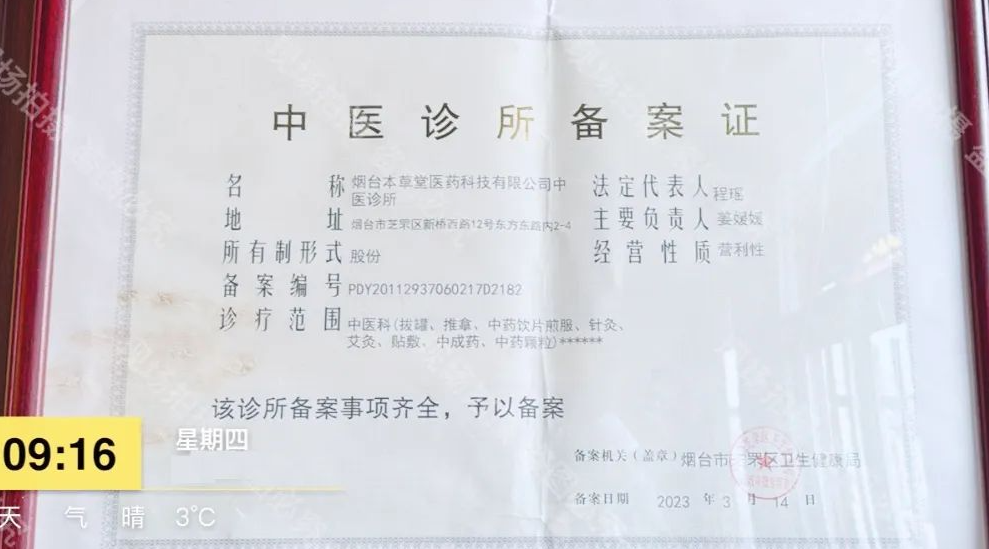 中医诊所备案证
名称 烟台本草堂医药科技有限公司中
医诊所
法定代表人 程瑶
地址 烟台市芝罘区新桥西路12号东方东路内2-4
主要负责人 姜媛媛
所有制形式 股份
经营性质 营利性
备案编号 PDY20112937060217D2182
诊疗范围 中医科(拔罐、推拿、中药饮片煎服、针灸、
艾灸、贴敷、中成药、中药颗粒)******
该诊所备案事项齐全，予以备案
09:16
星期四
备案机关（盖章）烟台市芝罘区卫生健康局
天气晴 3℃
备案日期 2023 年 3 月 14 日